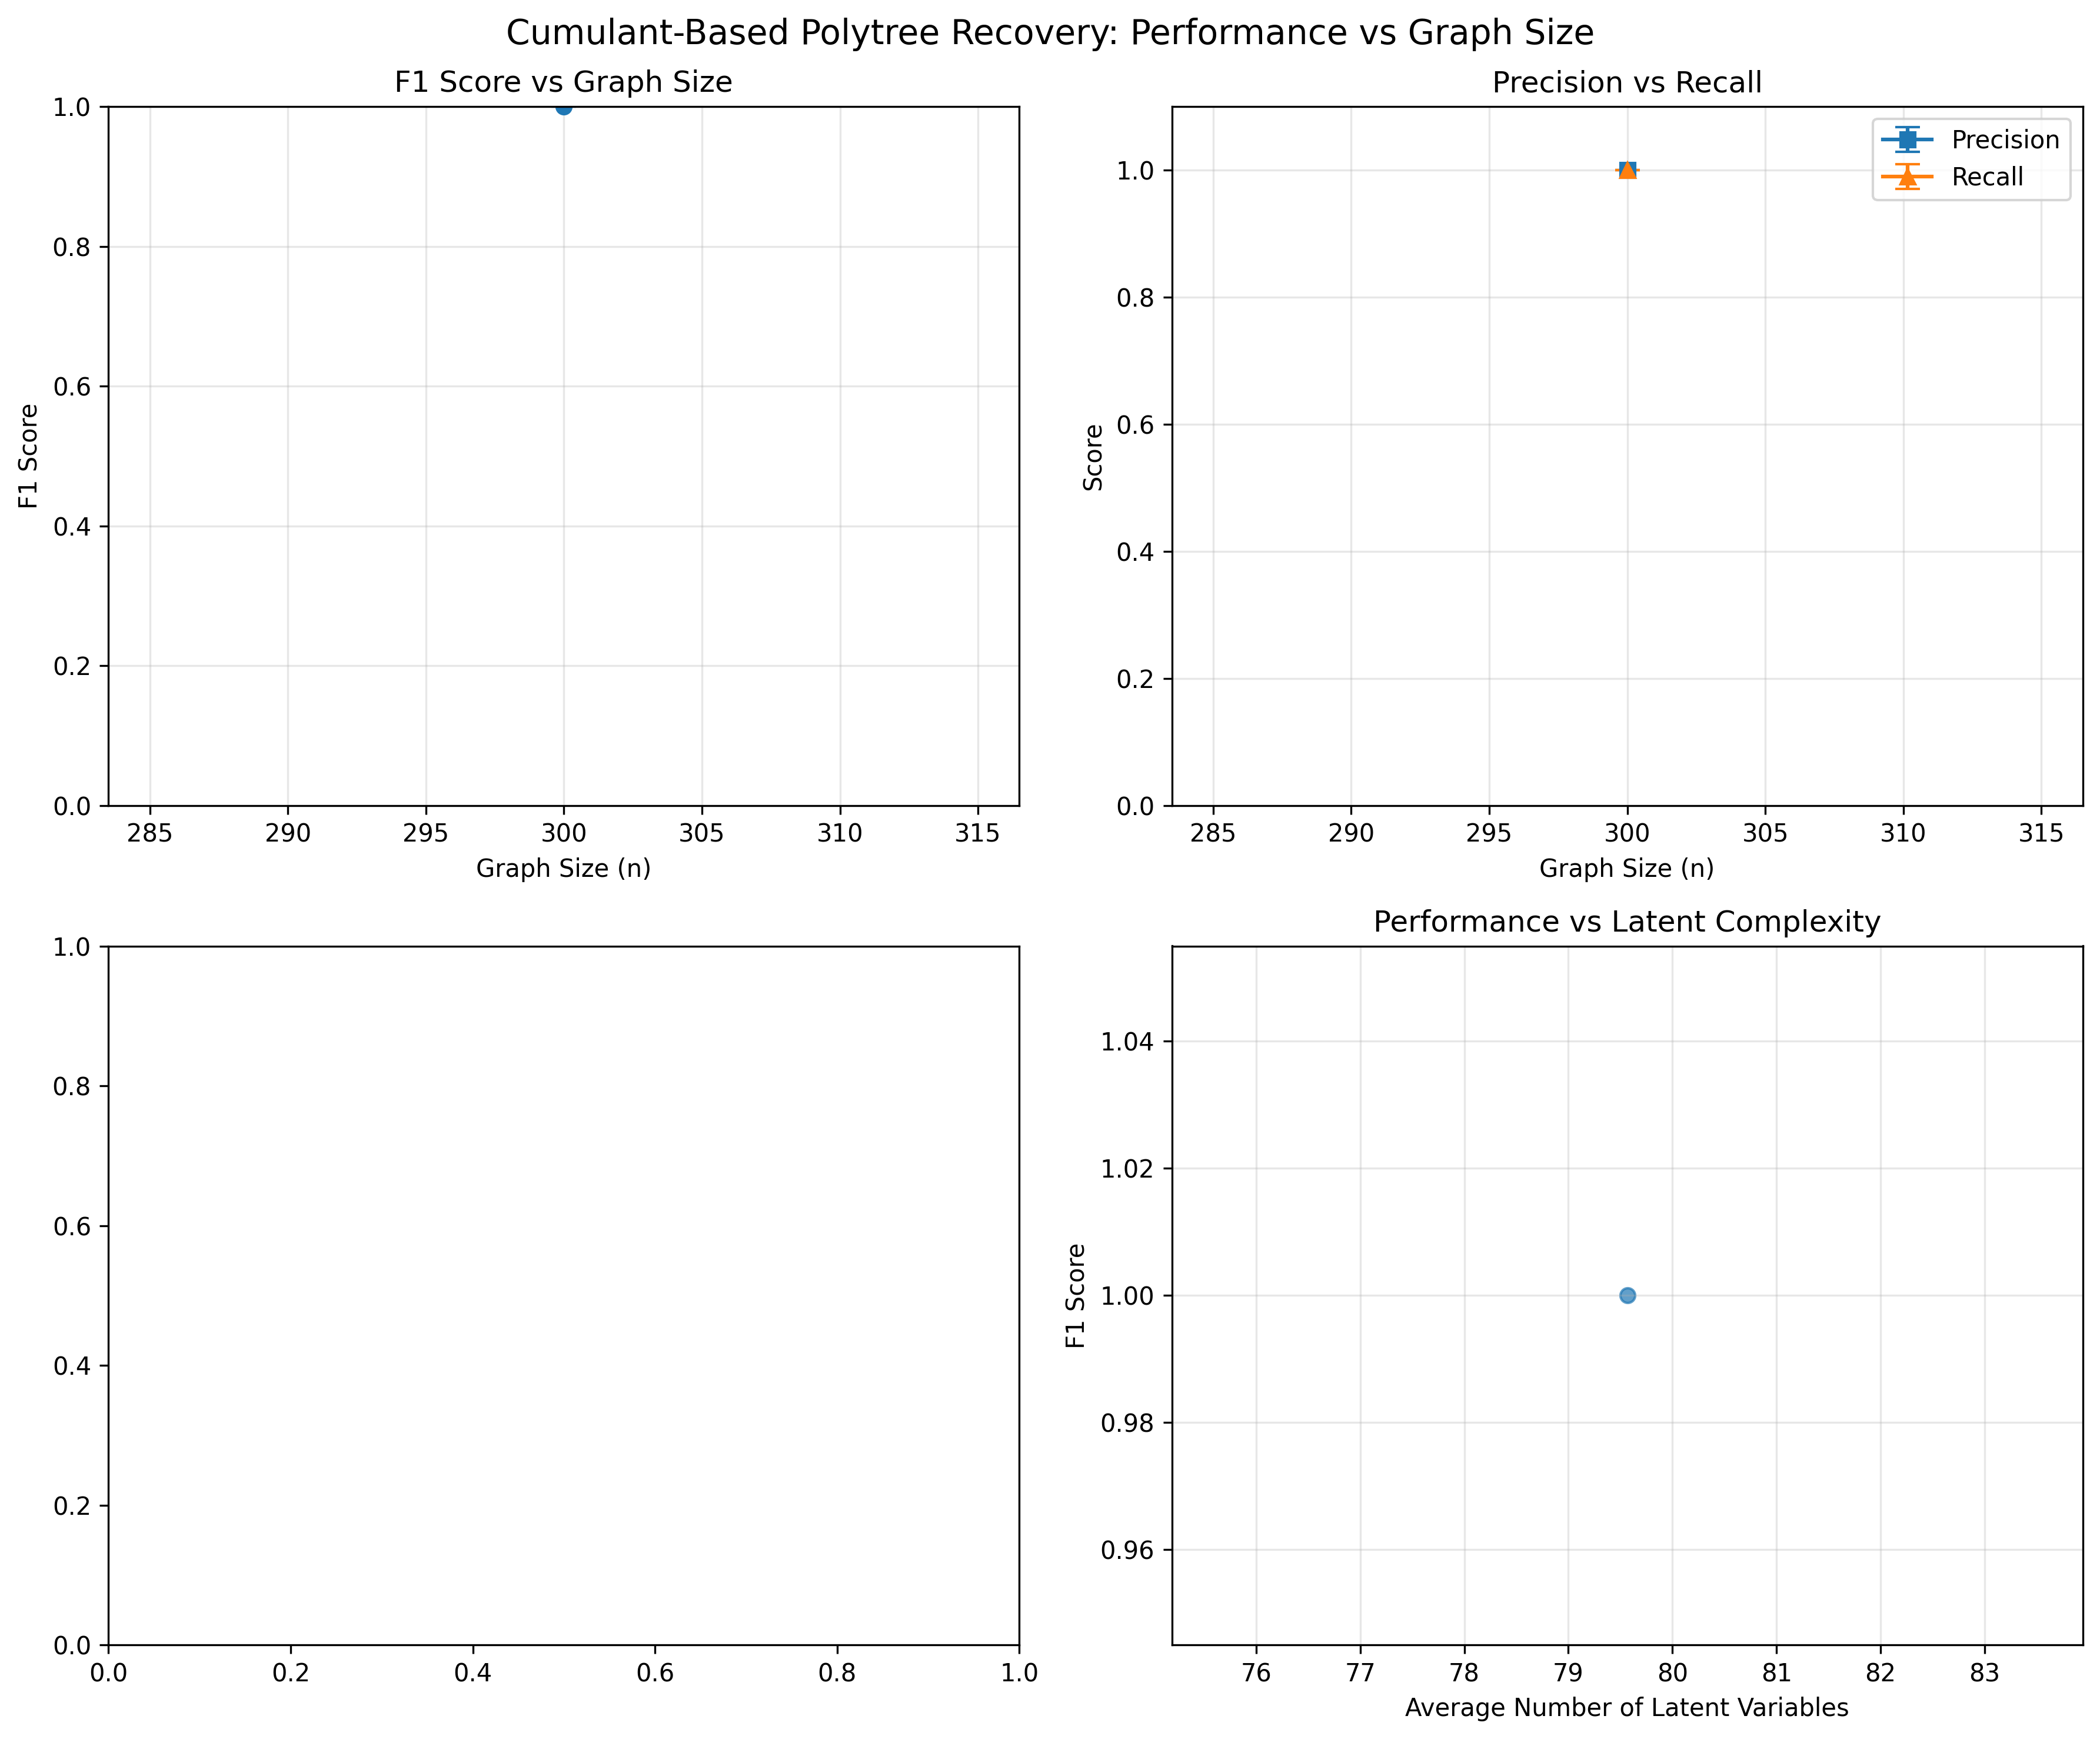 Cumulant-Based Polytree Recovery: Performance vs Graph Size
F1 Score vs Graph Size
1.0
0.8
0.6
0.4
0.2
0.0
F1 Score
285 290 295 300 305 310 315
Graph Size (n)
Precision vs Recall
Precision
Recall
1.0
0.8
0.6
0.4
0.2
0.0
Score
285 290 295 300 305 310 315
Graph Size (n)
1.0
0.8
0.6
0.4
0.2
0.0
0.0 0.2 0.4 0.6 0.8 1.0
Performance vs Latent Complexity
1.04
1.02
1.00
0.98
0.96
F1 Score
76 77 78 79 80 81 82 83
Average Number of Latent Variables